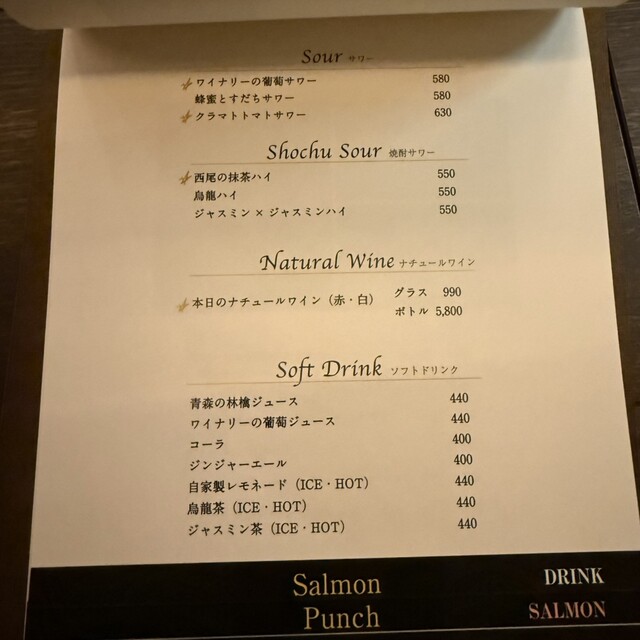 Sour サワー
ワイナリーの葡萄サワー 580
蜂蜜とすだちサワー 580
クラマトトマトサワー 630
Shochu Sour 焼酎サワー
西尾の抹茶ハイ 550
烏龍ハイ 550
ジャスミン×ジャスミンハイ 550
Natural Wine ナチュールワイン
本日のナチュールワイン（赤・白） グラス 990
ボトル 5,800
Soft Drink ソフトドリンク
青森の林檎ジュース 440
ワイナリーの葡萄ジュース 440
コーラ 400
ジンジャーエール 400
自家製レモネード（ICE・HOT） 440
烏龍茶（ICE・HOT） 440
ジャスミン茶（ICE・HOT） 440
Salmon
Punch
DRINK
SALMON